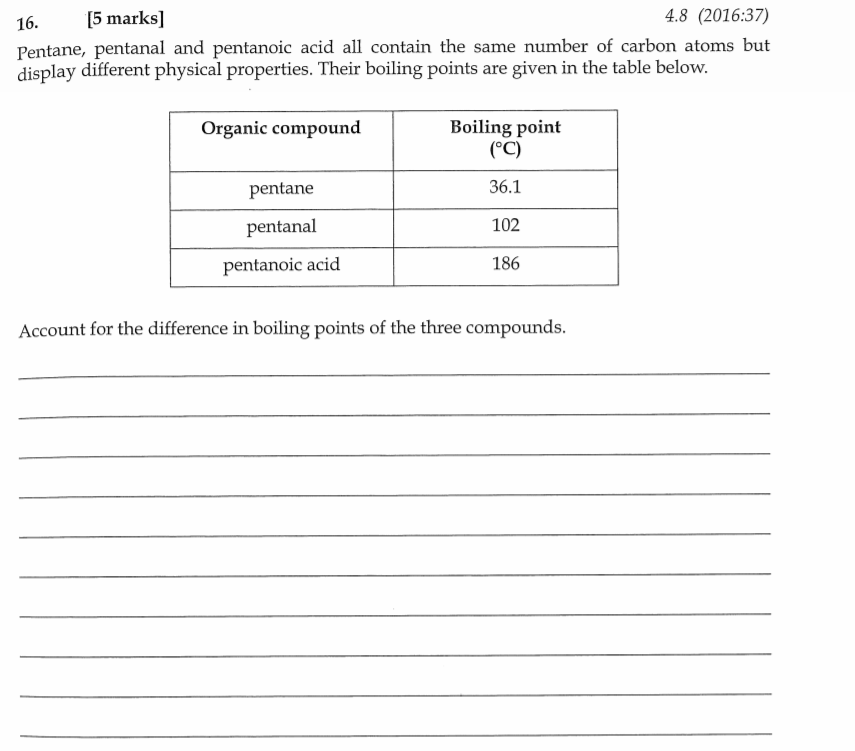 16. [5 marks] 4.8 (2016:37)
Pentane, pentanal and pentanoic acid all contain the same number of carbon atoms but
display different physical properties. Their boiling points are given in the table below.
Organic compound Boiling point
(°C)
pentane 36.1
pentanal 102
pentanoic acid 186
Account for the difference in boiling points of the three compounds.